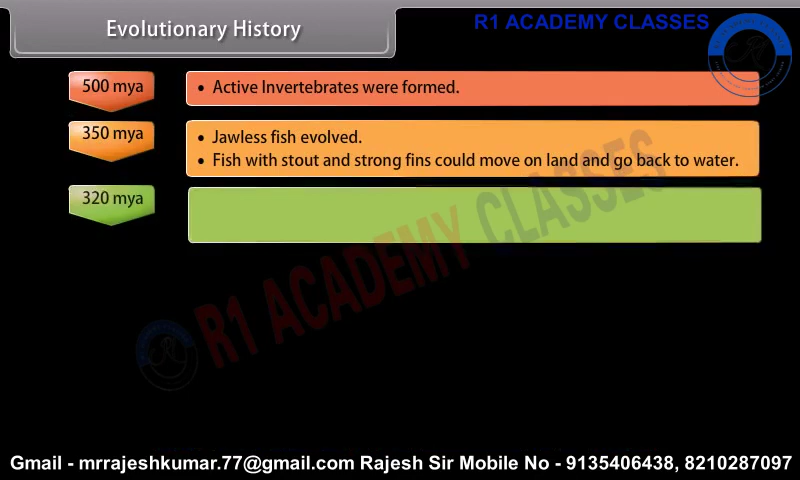 Evolutionary History
R1 ACADEMY CLASSES
500 mya
• Active Invertebrates were formed.
350 mya
• Jawless fish evolved.
• Fish with stout and strong fins could move on land and go back to water.
320 mya
R1 ACADEMY CLASSES
Gmail - mrrajeshkumar.77@gmail.com Rajesh Sir Mobile No - 9135406438, 8210287097